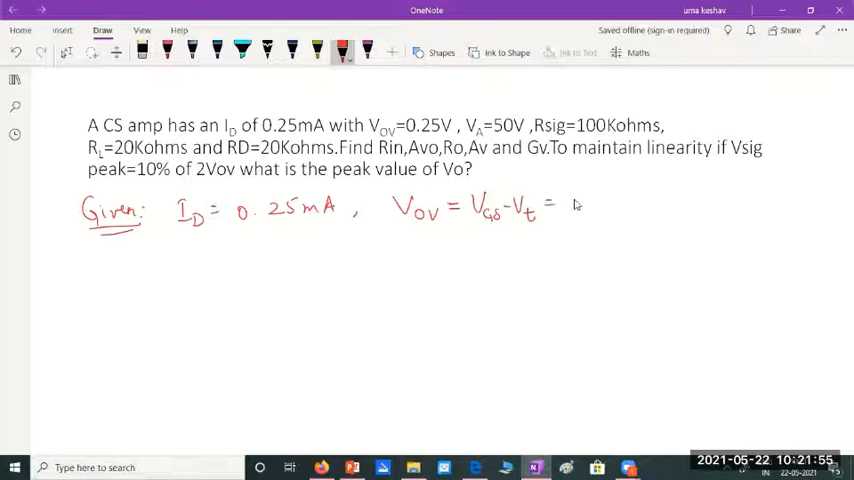 OneNote
uma keshav
Home Insert Draw View Help
Saved offline (sign-in required) Share
Shapes Ink to Shape Ink to Text Maths
A CS amp has an ID of 0.25mA with VOV=0.25V , VA=50V ,Rsig=100Kohms,
RL=20Kohms and RD=20Kohms.Find Rin,Avo,Ro,Av and Gv.To maintain linearity if Vsig
peak=10% of 2Vov what is the peak value of Vo?
Given: ID = 0.25mA , VOV = VGS-Vt =
Type here to search
2021-05-22 10:21:55
IN 22-05-2021